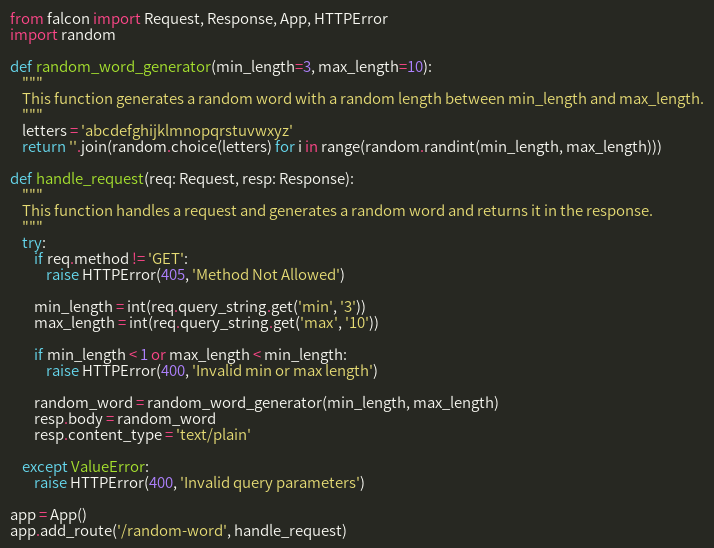 from falcon import Request, Response, App, HTTPError
import random

def random_word_generator(min_length=3, max_length=10):
    """
    This function generates a random word with a random length between min_length and max_length.
    """
    letters = 'abcdefghijklmnopqrstuvwxyz'
    return ''.join(random.choice(letters) for i in range(random.randint(min_length, max_length)))

def handle_request(req: Request, resp: Response):
    """
    This function handles a request and generates a random word and returns it in the response.
    """
    try:
        if req.method != 'GET':
            raise HTTPError(405, 'Method Not Allowed')

        min_length = int(req.query_string.get('min', '3'))
        max_length = int(req.query_string.get('max', '10'))

        if min_length < 1 or max_length < min_length:
            raise HTTPError(400, 'Invalid min or max length')

        random_word = random_word_generator(min_length, max_length)
        resp.body = random_word
        resp.content_type = 'text/plain'

    except ValueError:
        raise HTTPError(400, 'Invalid query parameters')

app = App()
app.add_route('/random-word', handle_request)